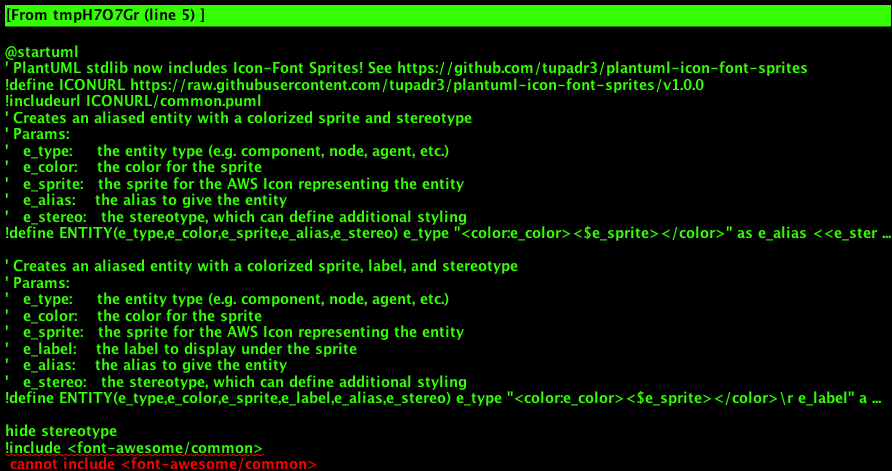 [From tmpH7O7Gr (line 5) ]
@startuml
' PlantUML stdlib now includes Icon-Font Sprites! See https://github.com/tupadr3/plantuml-icon-font-sprites
!define ICONURL https://raw.githubusercontent.com/tupadr3/plantuml-icon-font-sprites/v1.0.0
!includeurl ICONURL/common.puml
' Creates an aliased entity with a colorized sprite and stereotype
' Params:
' e_type: the entity type (e.g. component, node, agent, etc.)
' e_color: the color for the sprite
' e_sprite: the sprite for the AWS Icon representing the entity
' e_alias: the alias to give the entity
' e_stereo: the stereotype, which can define additional styling
!define ENTITY(e_type,e_color,e_sprite,e_alias,e_stereo) e_type "<color:e_color><$e_sprite></color>" as e_alias <<e_ster ...
' Creates an aliased entity with a colorized sprite, label, and stereotype
' Params:
' e_type: the entity type (e.g. component, node, agent, etc.)
' e_color: the color for the sprite
' e_sprite: the sprite for the AWS Icon representing the entity
' e_label: the label to display under the sprite
' e_alias: the alias to give the entity
' e_stereo: the stereotype, which can define additional styling
!define ENTITY(e_type,e_color,e_sprite,e_label,e_alias,e_stereo) e_type "<color:e_color><$e_sprite></color>\r e_label" a ...
hide stereotype
!include <font-awesome/common>
cannot include <font-awesome/common>